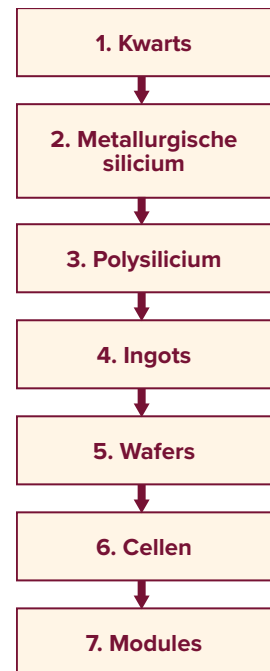 1. Kwarts
2. Metallurgische
silicium
3. Polysilicium
4. Ingots
5. Wafers
6. Cellen
7. Modules